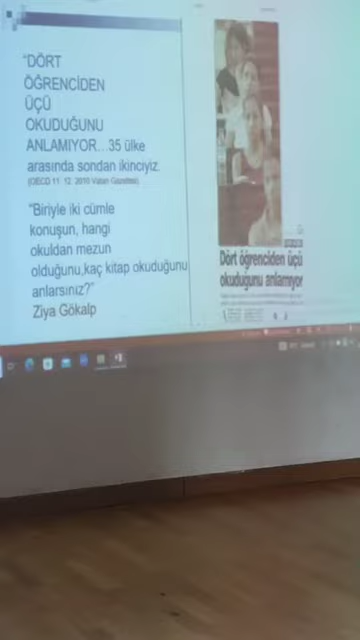 “DÖRT
ÖĞRENCİDEN
ÜÇÜ
OKUDUĞUNU
ANLAMIYOR...35 ülke
arasında sondan ikinciyiz.
(OECD 11. 12. 2010 Vatan Gazetesi)
“Biriyle iki cümle
konuşun, hangi
okuldan mezun
olduğunu,kaç kitap okuduğunu
anlarsınız?”
Ziya Gökalp
Dört öğrenciden üçü
okuduğunu anlamıyor